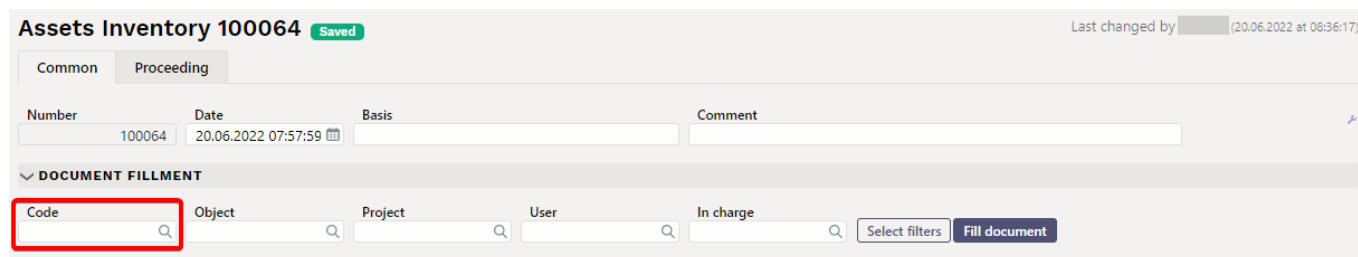 Assets Inventory 100064 Saved
Last changed by (20.06.2022 at 08:36:17)
Common Proceeding
Number Date Basis Comment
100064 20.06.2022 07:57:59
DOCUMENT FILLMENT
Code Object Project User In charge
Select filters Fill document